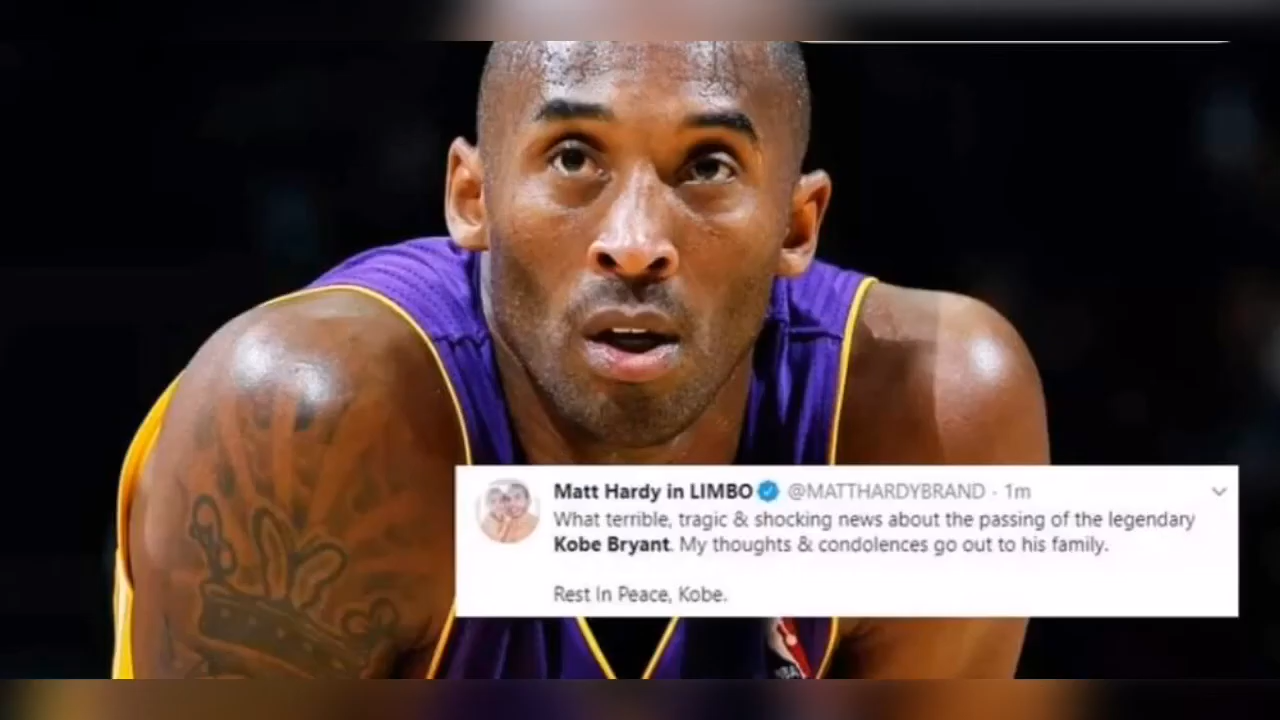 Matt Hardy in LIMBO @MATTHARDYBRAND · 1m
What terrible, tragic & shocking news about the passing of the legendary
Kobe Bryant. My thoughts & condolences go out to his family.
Rest In Peace, Kobe.
NBA